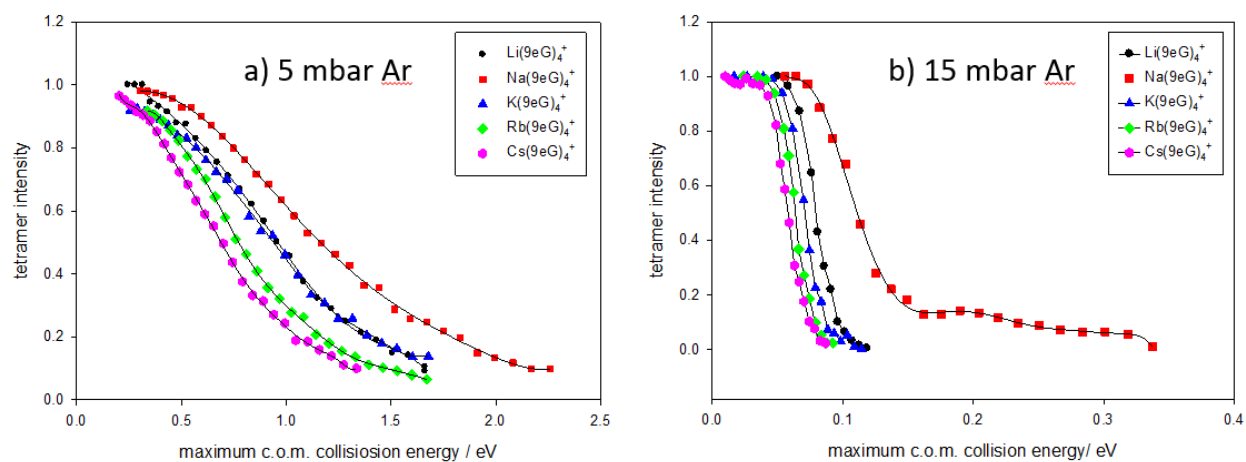 1.2
1.0
0.8
0.6
0.4
0.2
0.0
tetramer intensity
a) 5 mbar Ar
Li(9eG)₄⁺
Na(9eG)₄⁺
K(9eG)₄⁺
Rb(9eG)₄⁺
Cs(9eG)₄⁺
0.0 0.5 1.0 1.5 2.0 2.5
maximum c.o.m. collisiosion energy / eV
1.2
1.0
0.8
0.6
0.4
0.2
0.0
tetramer intensity
b) 15 mbar Ar
Li(9eG)₄⁺
Na(9eG)₄⁺
K(9eG)₄⁺
Rb(9eG)₄⁺
Cs(9eG)₄⁺
0.0 0.1 0.2 0.3 0.4
maximum c.o.m. collision energy/ eV